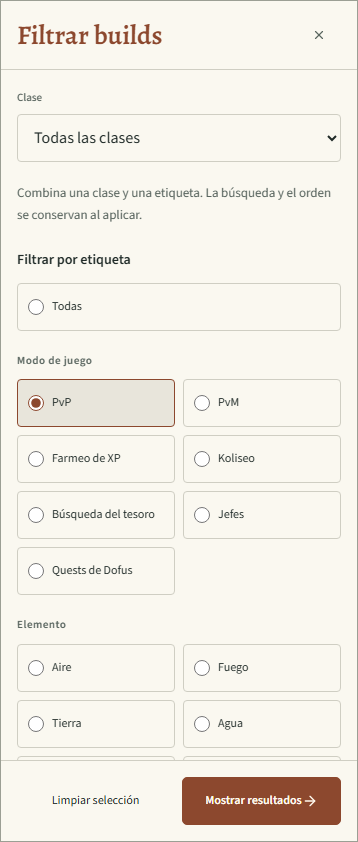 Filtrar builds
Clase
Todas las clases
Combina una clase y una etiqueta. La búsqueda y el orden
se conservan al aplicar.
Filtrar por etiqueta
Todas
Modo de juego
PvP
PvM
Farmeo de XP
Koliseo
Búsqueda del tesoro
Jefes
Quests de Dofus
Elemento
Aire
Fuego
Tierra
Agua
Limpiar selección
Mostrar resultados →